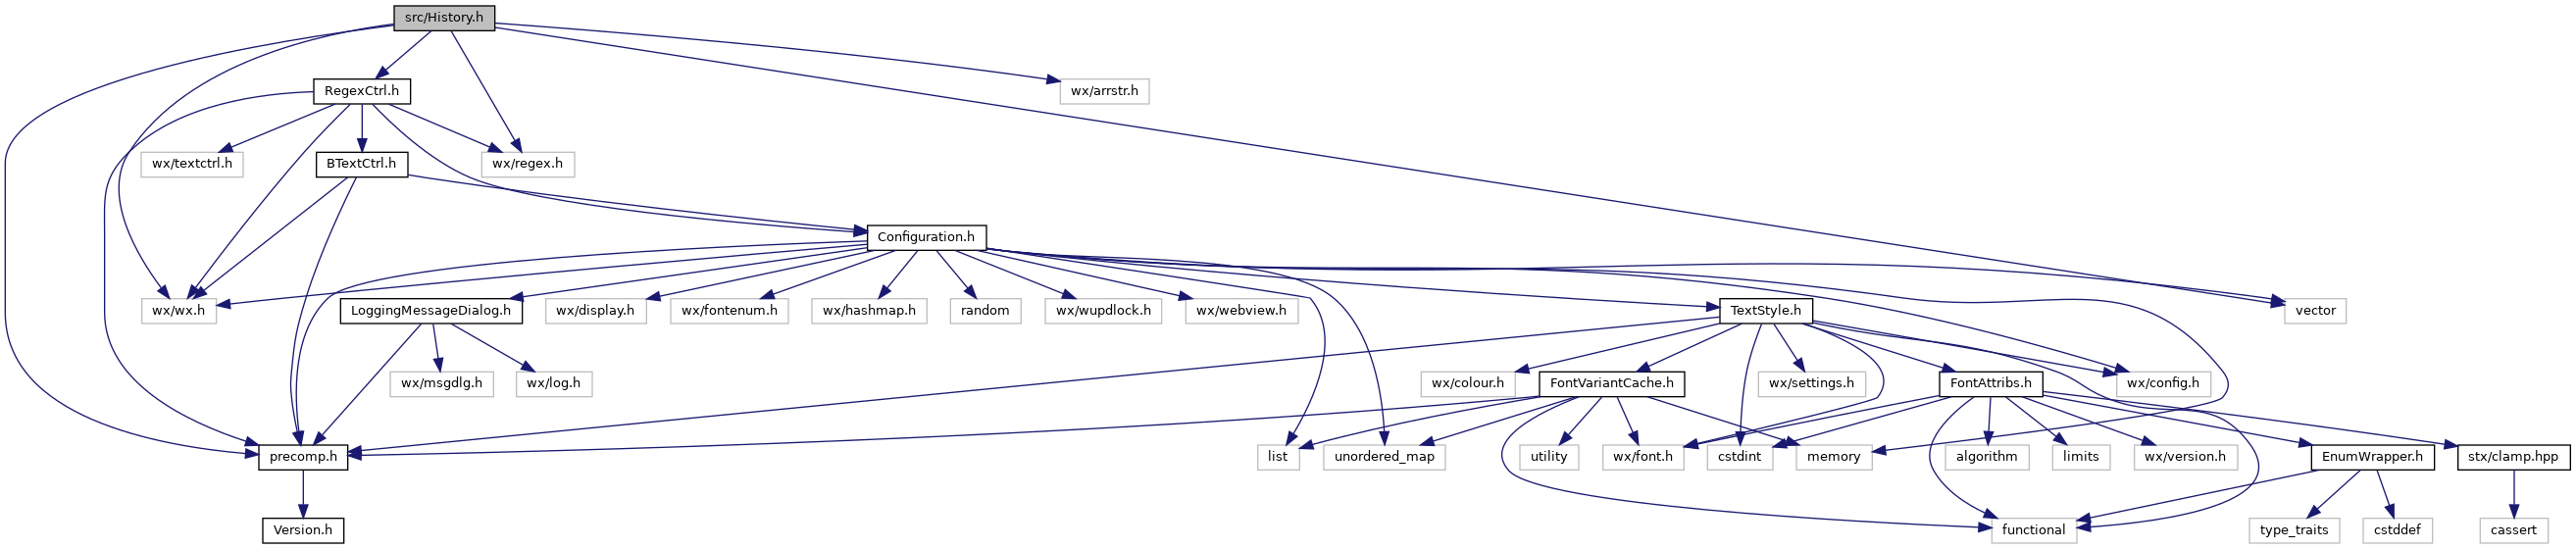 src/History.h
RegexCtrl.h
wx/arrstr.h
wx/textctrl.h
BTextCtrl.h
wx/regex.h
Configuration.h
wx/wx.h
LoggingMessageDialog.h
wx/display.h
wx/fontenum.h
wx/hashmap.h
random
wx/wupdlock.h
wx/webview.h
TextStyle.h
vector
wx/msgdlg.h
wx/log.h
wx/colour.h
FontVariantCache.h
wx/settings.h
FontAttribs.h
wx/config.h
precomp.h
list
unordered_map
utility
wx/font.h
cstdint
memory
algorithm
limits
wx/version.h
EnumWrapper.h
stx/clamp.hpp
Version.h
functional
type_traits
cstddef
cassert